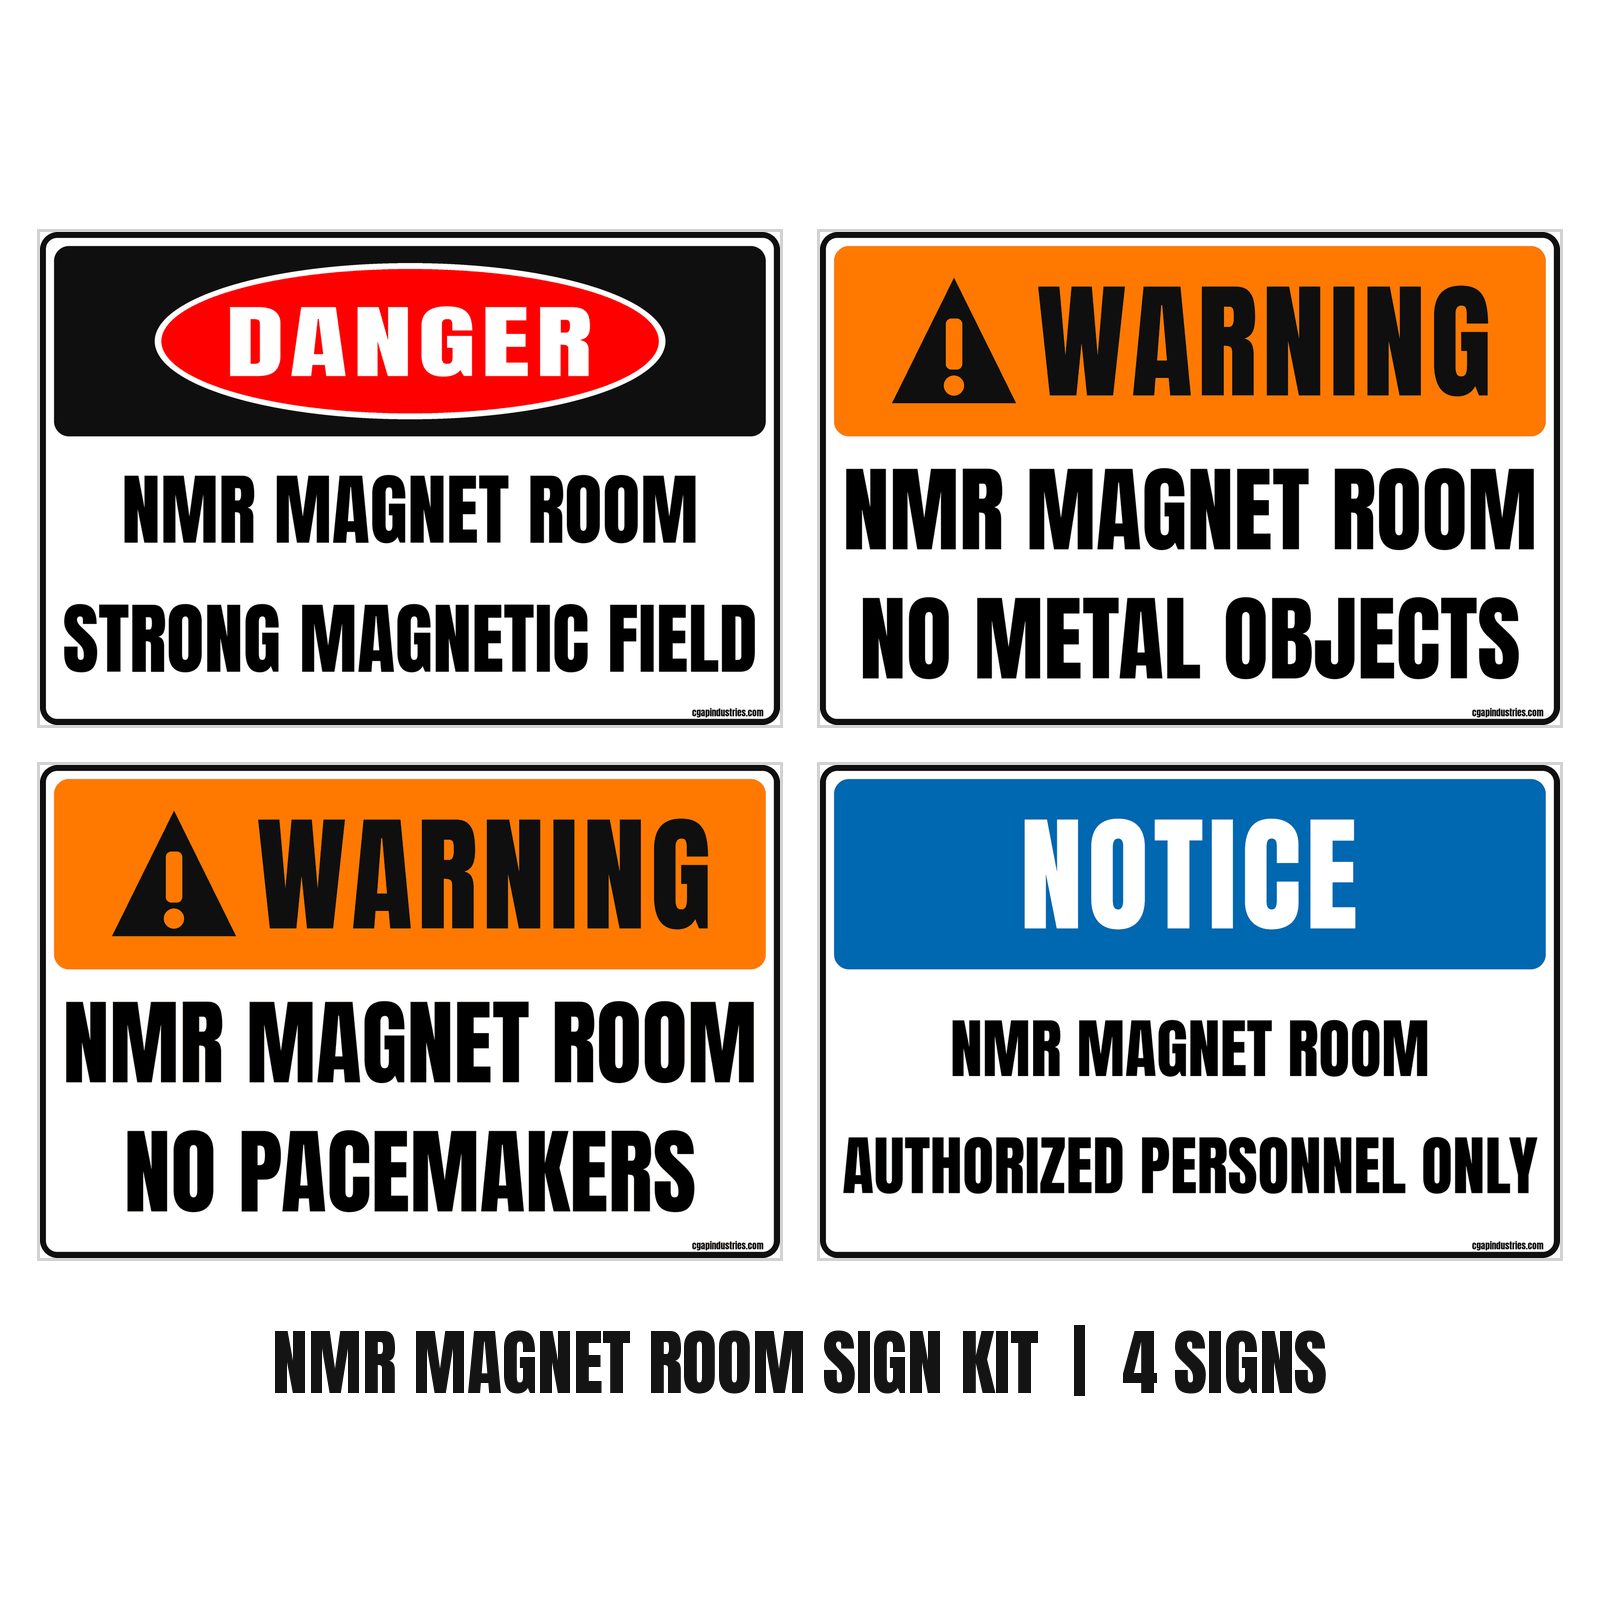 DANGER
NMR MAGNET ROOM
STRONG MAGNETIC FIELD
cgapindustries.com
WARNING
NMR MAGNET ROOM
NO METAL OBJECTS
cgapindustries.com
WARNING
NMR MAGNET ROOM
NO PACEMAKERS
cgapindustries.com
NOTICE
NMR MAGNET ROOM
AUTHORIZED PERSONNEL ONLY
cgapindustries.com
NMR MAGNET ROOM SIGN KIT | 4 SIGNS